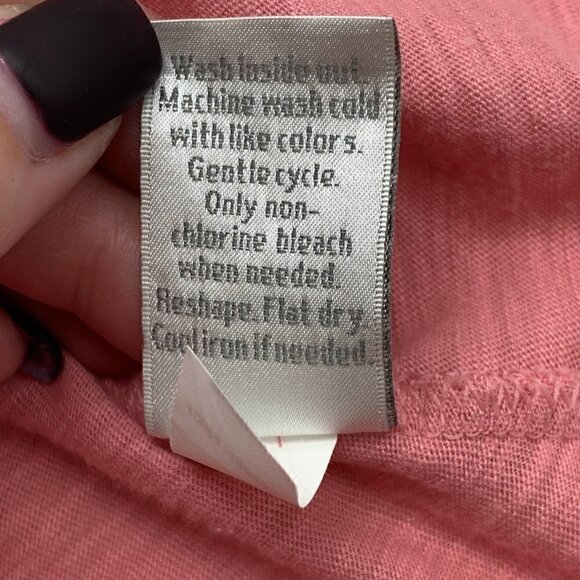 Wash inside out.
Machine wash cold
with like colors.
Gentle cycle.
Only non-
chlorine bleach
when needed.
Reshape. Flat dry.
Cool iron if needed.